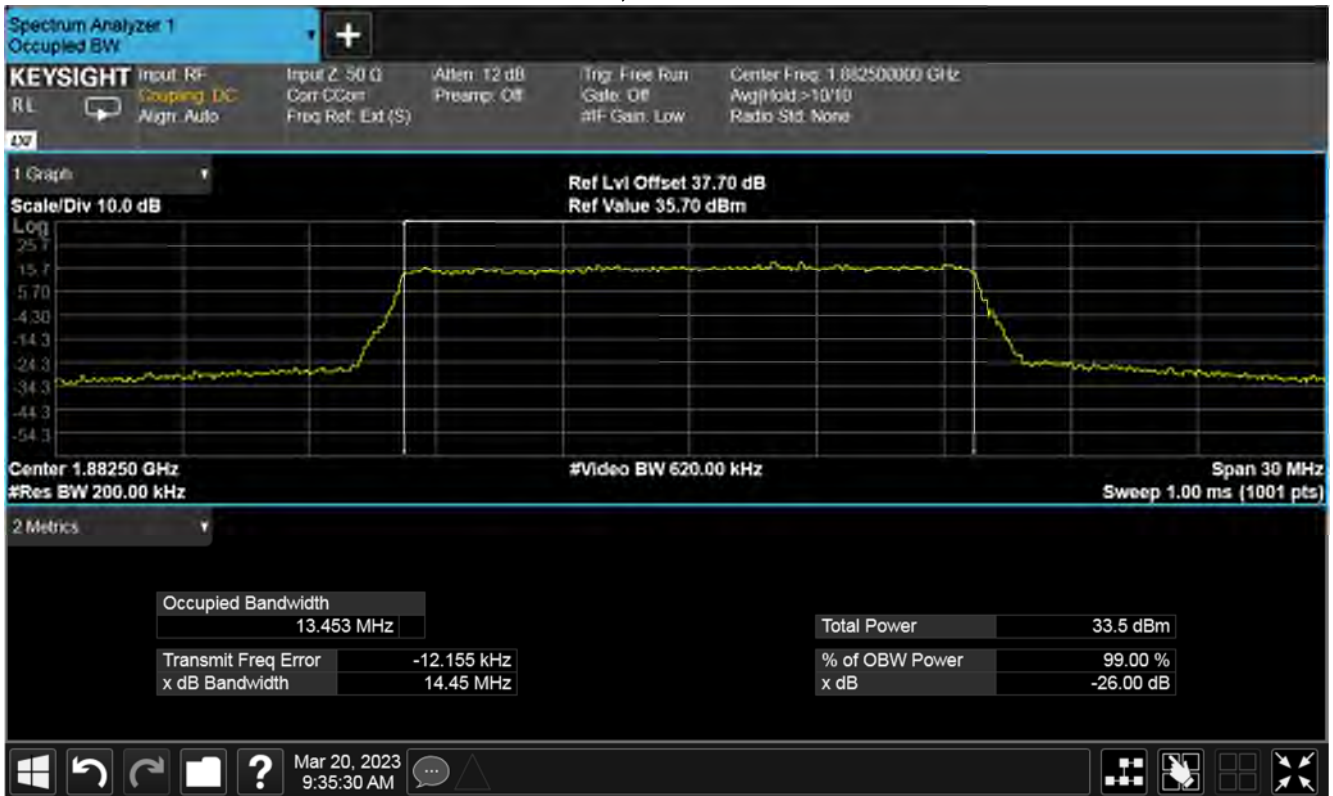 Spectrum Analyzer 1
Occupied BW
+
KEYSIGHT
RL
LXI
Input: RF
Coupling: DC
Align: Auto
Input Z: 50 Ω
Corr CCorr
Freq Ref: Ext (S)
Atten: 12 dB
Preamp: Off
Trig: Free Run
Gate: Off
#IF Gain: Low
Center Freq: 1.882500000 GHz
Avg|Hold:>10/10
Radio Std: None
1 Graph
Scale/Div 10.0 dB
Ref Lvl Offset 37.70 dB
Ref Value 35.70 dBm
Log
25.7
15.7
5.70
-4.30
-14.3
-24.3
-34.3
-44.3
-54.3
Center 1.88250 GHz
#Video BW 620.00 kHz
Span 30 MHz
#Res BW 200.00 kHz
Sweep 1.00 ms (1001 pts)
2 Metrics
Occupied Bandwidth
13.453 MHz
Total Power 33.5 dBm
Transmit Freq Error -12.155 kHz
% of OBW Power 99.00 %
x dB Bandwidth 14.45 MHz
x dB -26.00 dB
?
Mar 20, 2023
9:35:30 AM